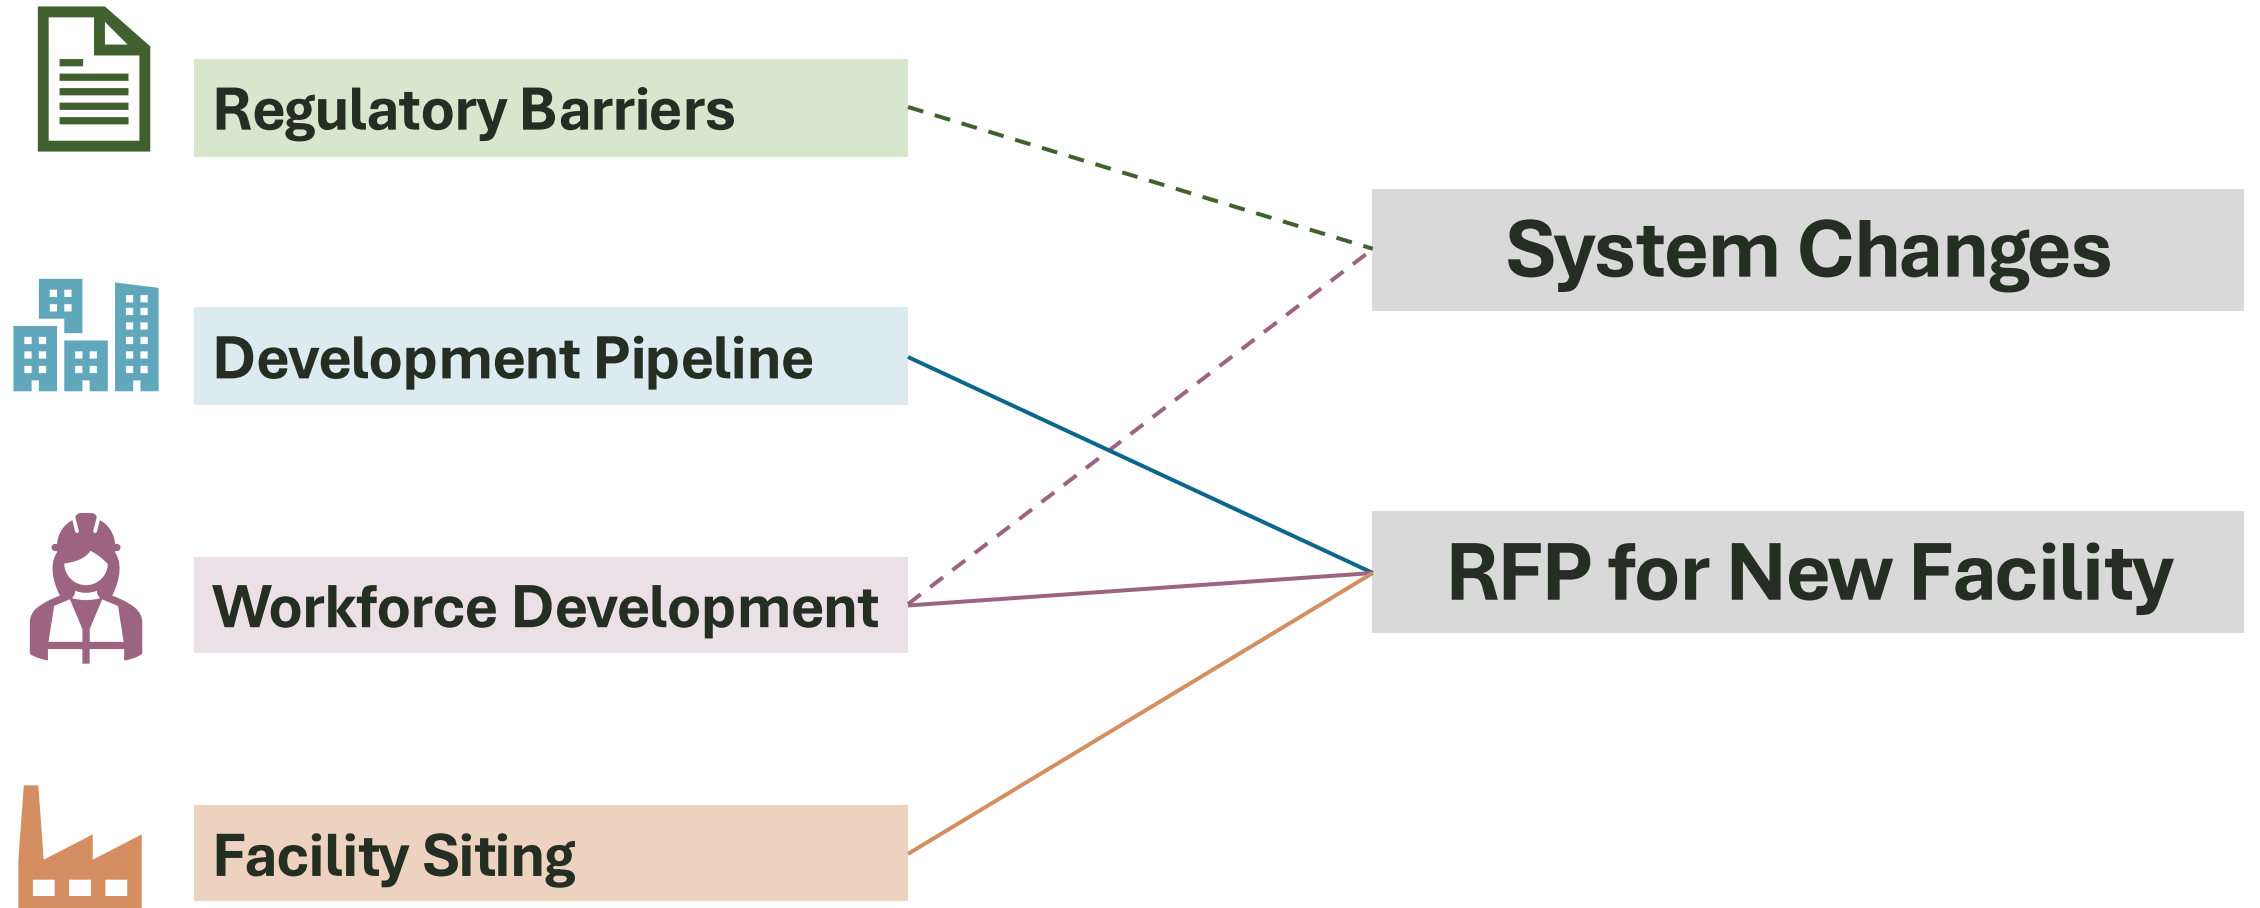 Regulatory Barriers
System Changes
Development Pipeline
RFP for New Facility
Workforce Development
Facility Siting